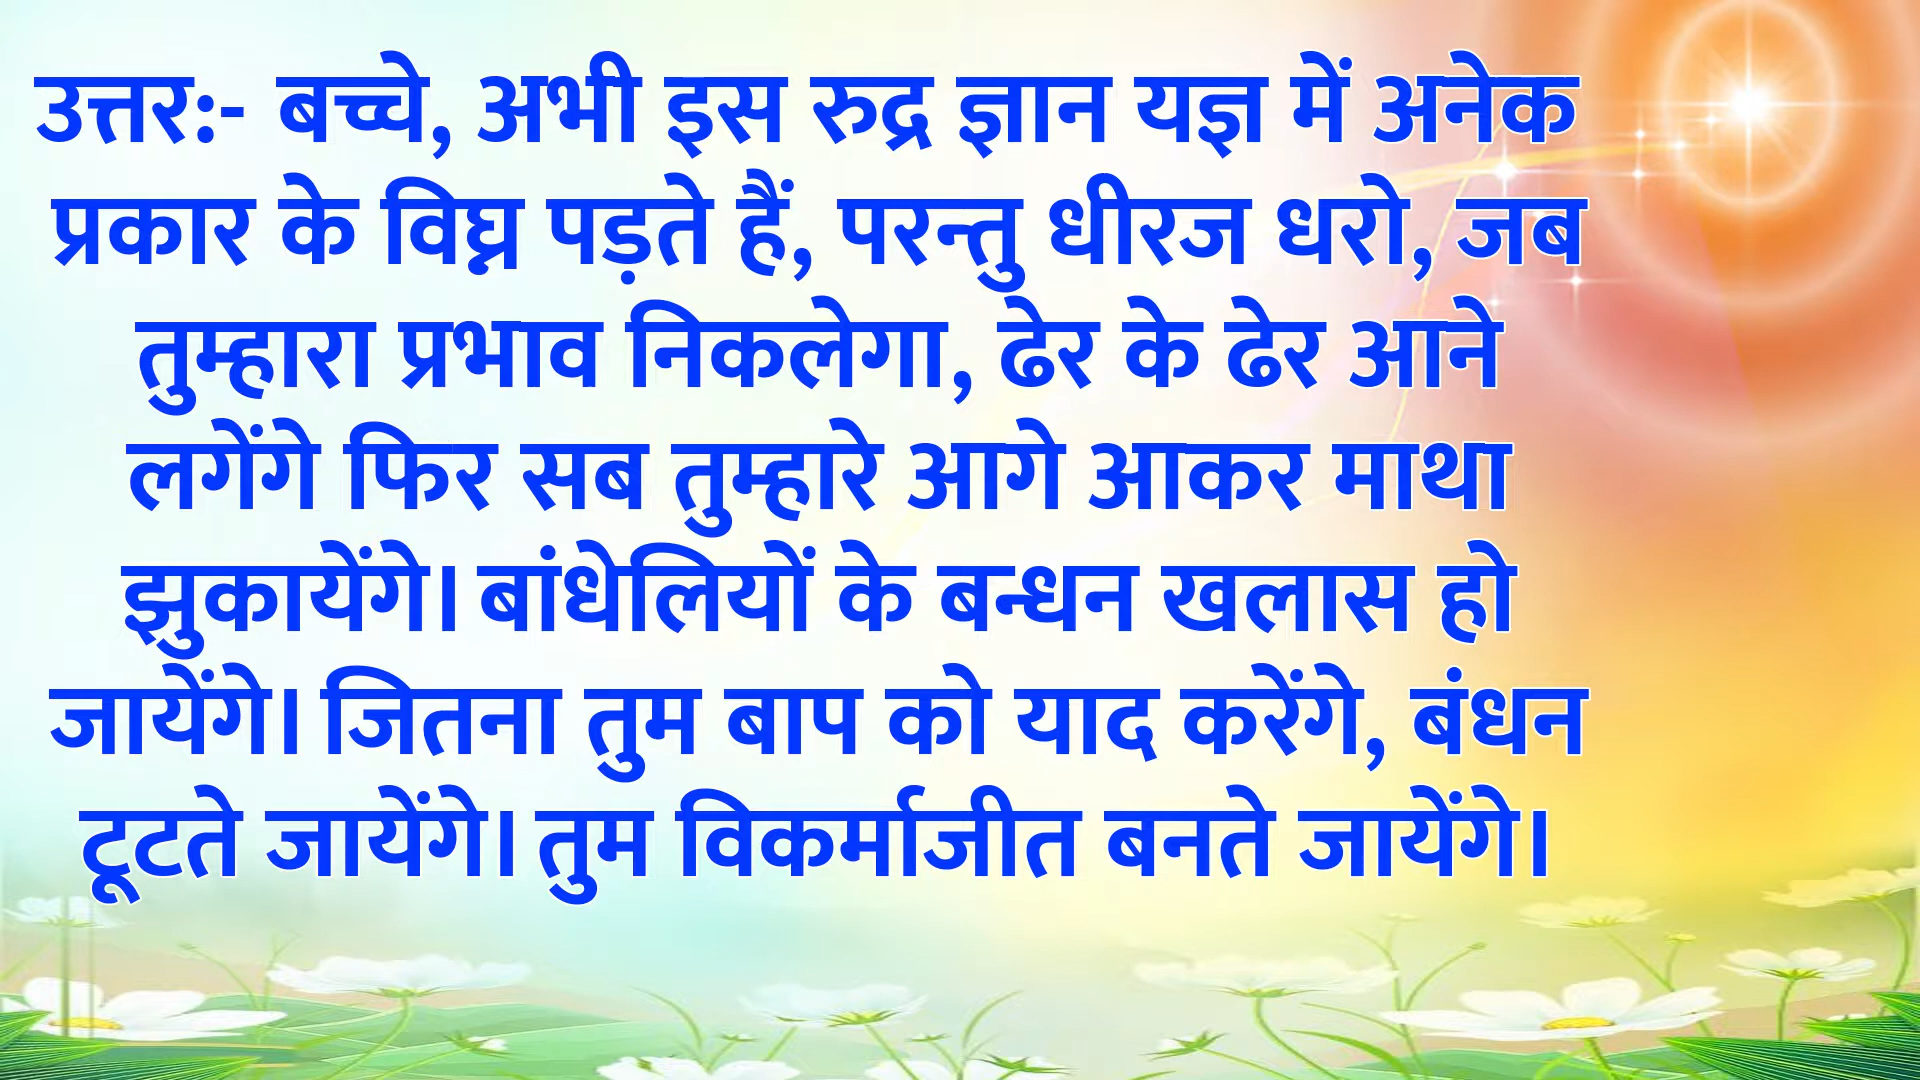 उत्तर:- बच्चे, अभी इस रुद्र ज्ञान यज्ञ में अनेक
प्रकार के विघ्न पड़ते हैं, परन्तु धीरज धरो, जब
तुम्हारा प्रभाव निकलेगा, ढेर के ढेर आने
लगेंगे फिर सब तुम्हारे आगे आकर माथा
झुकायेंगे। बांधेलियों के बन्धन खलास हो
जायेंगे। जितना तुम बाप को याद करेंगे, बंधन
टूटते जायेंगे। तुम विकर्माजीत बनते जायेंगे।